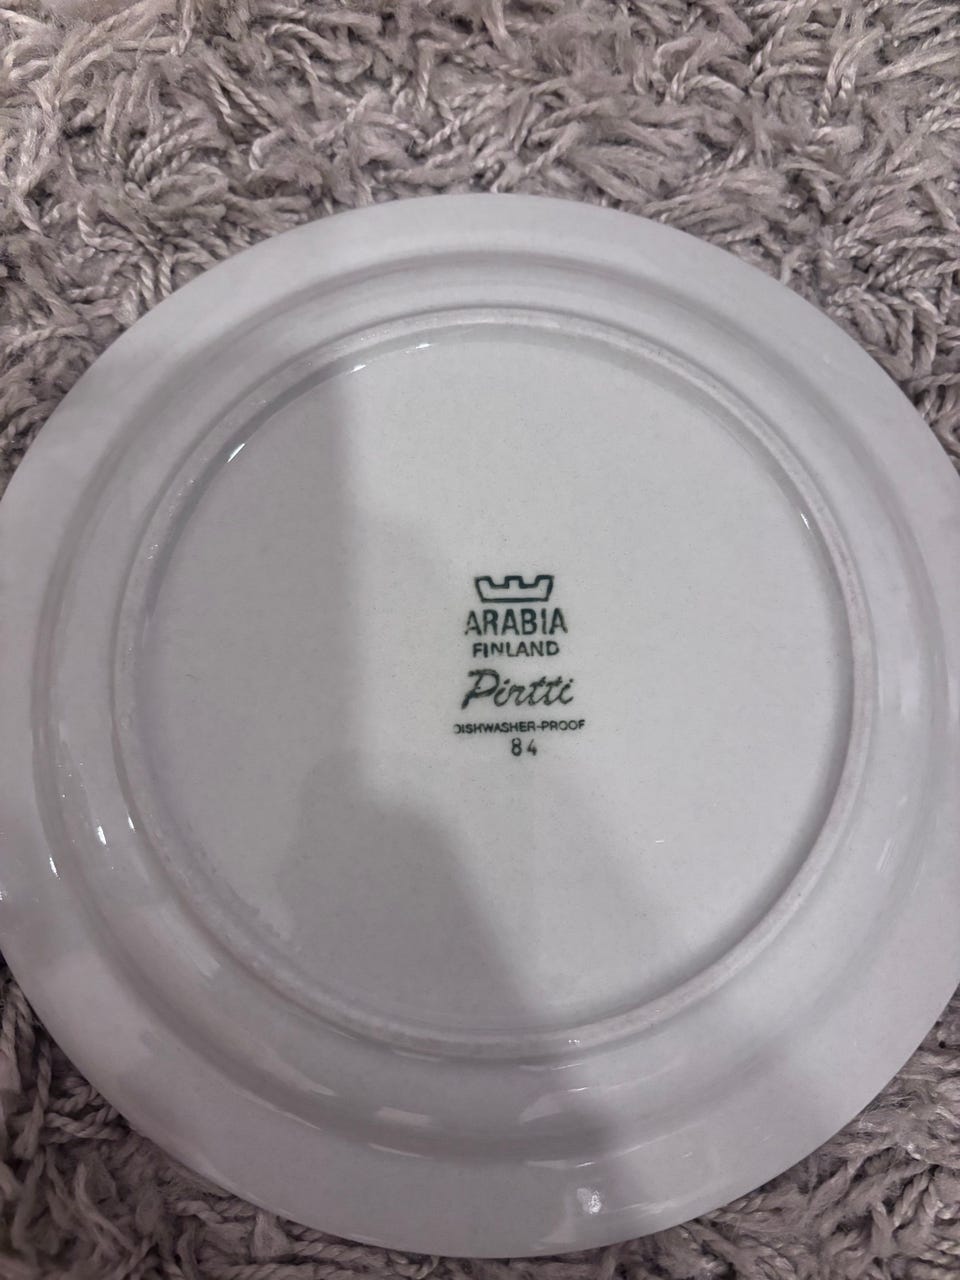 ARABIA
FINLAND
Pirtti
DISHWASHER-PROOF
84